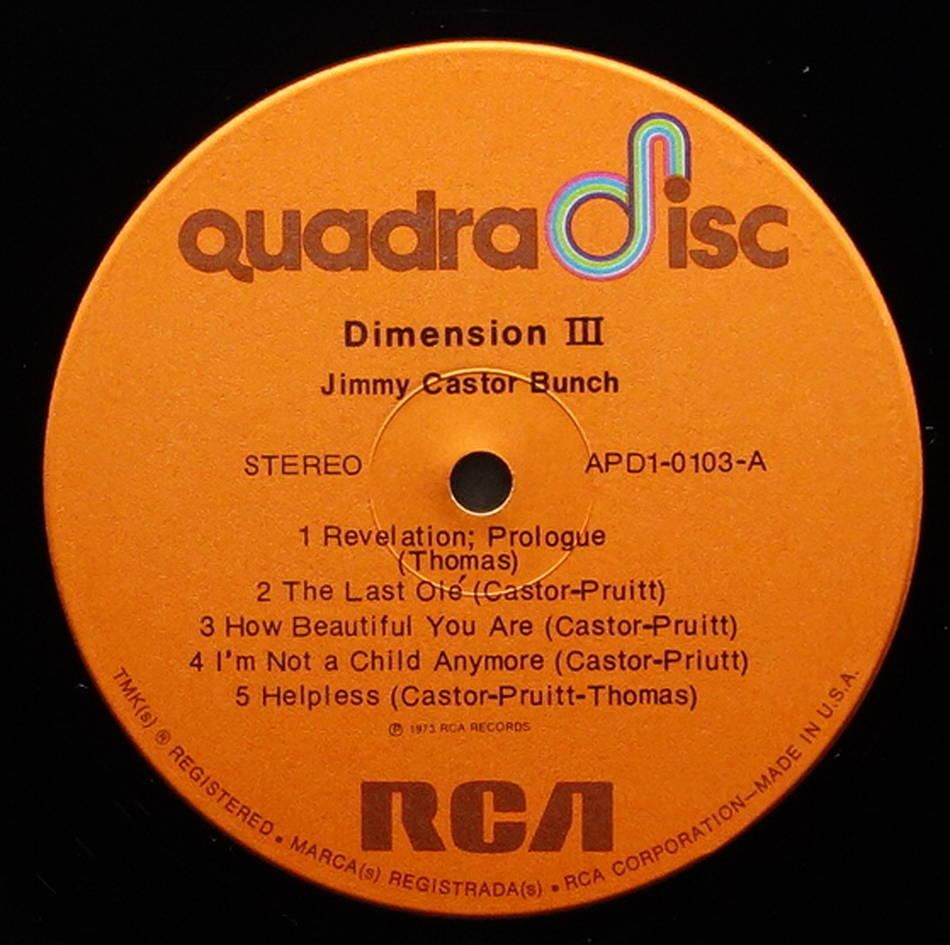 quadradisc
Dimension III
Jimmy Castor Bunch
STEREO
APD1-0103-A
1 Revelation; Prologue
(Thomas)
2 The Last Olé (Castor-Pruitt)
3 How Beautiful You Are (Castor-Pruitt)
4 I'm Not a Child Anymore (Castor-Priutt)
5 Helpless (Castor-Pruitt-Thomas)
℗ 1973 RCA RECORDS
RCA
TMK(s) ® REGISTERED • MARCA(s) REGISTRADA(s) • RCA CORPORATION—MADE IN U.S.A.